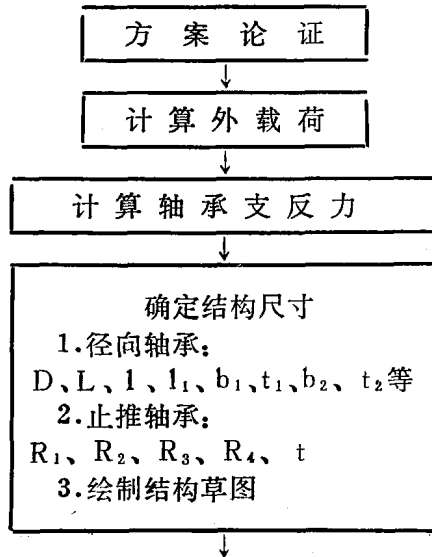 方案论证
↓
计算外载荷
↓
计算轴承支反力
↓
确定结构尺寸
1.径向轴承:
D、L、l、l₁、b₁、t₁、b₂、t₂等
2.止推轴承:
R₁、R₂、R₃、R₄、t
3.绘制结构草图
↓